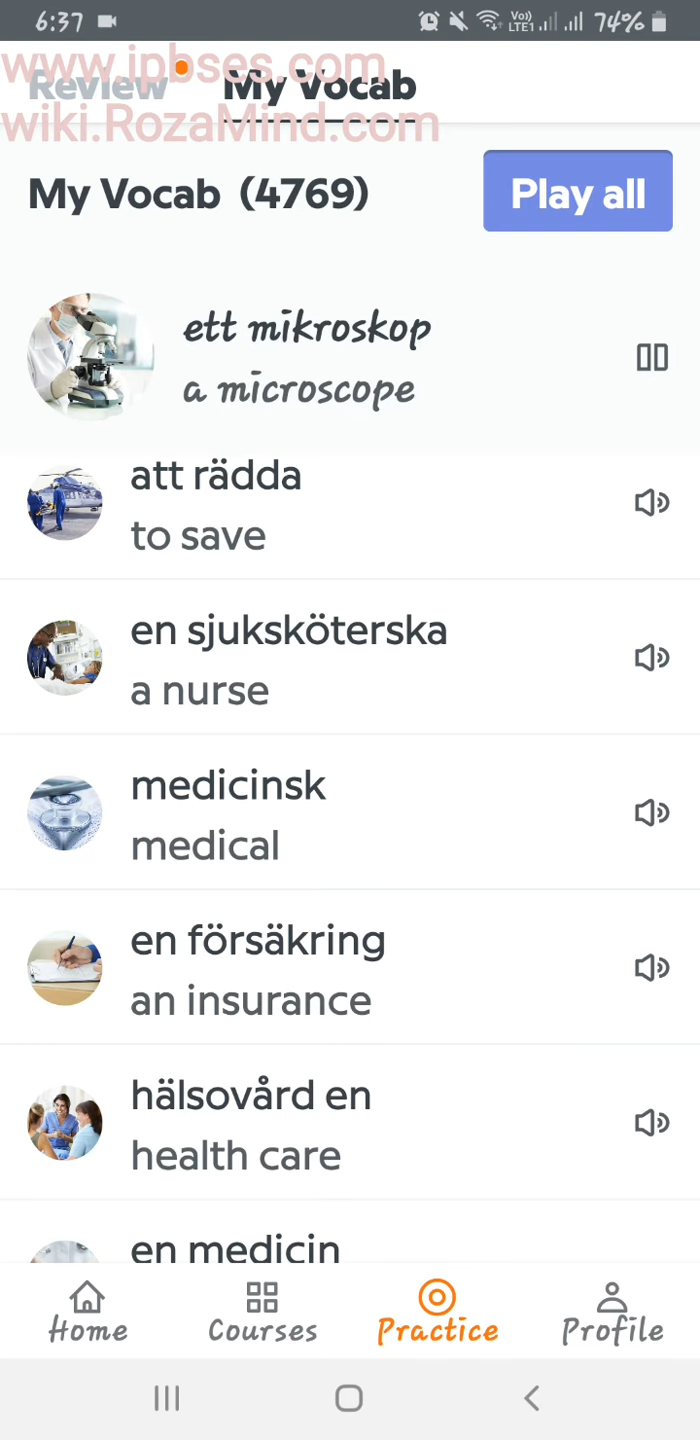 6:37 Vo) LTE1 74%
www.ipbses.com
Review My Vocab
wiki.RozaMind.com
My Vocab (4769) Play all
ett mikroskop
a microscope
att rädda
to save
en sjuksköterska
a nurse
medicinsk
medical
en försäkring
an insurance
hälsovård en
health care
en medicin
Home Courses Practice Profile